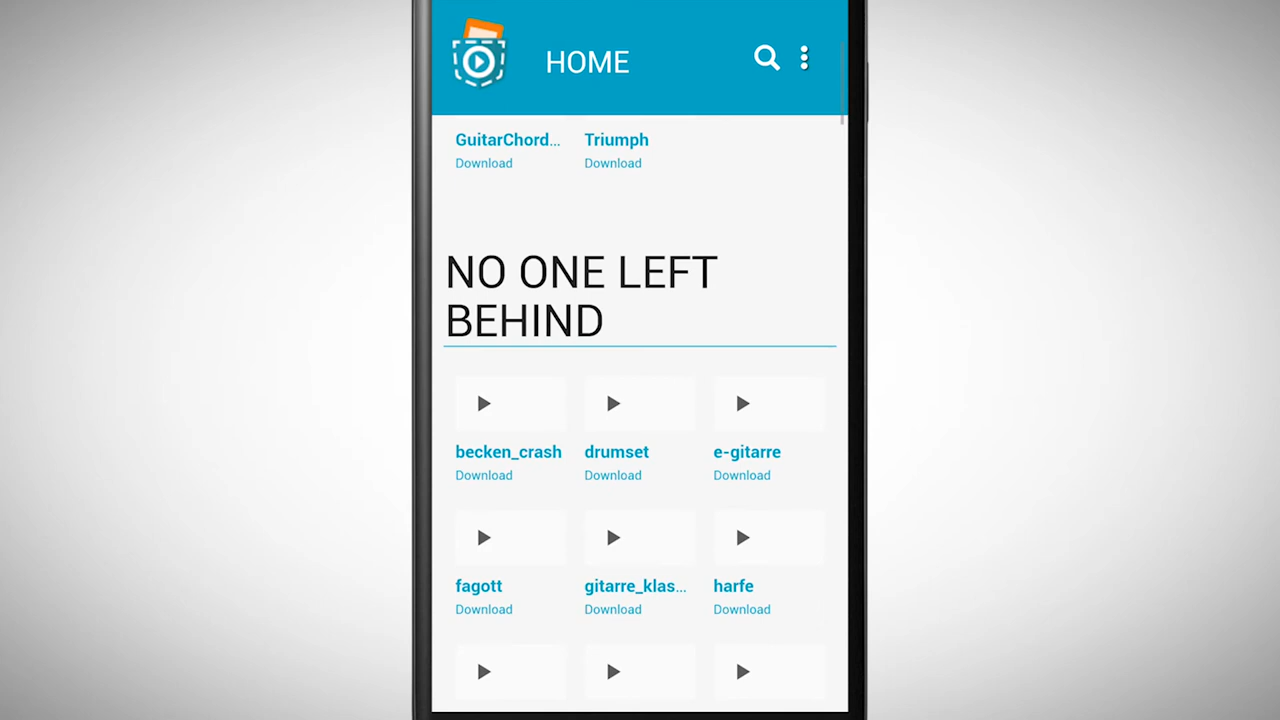 HOME
GuitarChord... Triumph
Download Download
NO ONE LEFT
BEHIND
becken_crash drumset e-gitarre
Download Download Download
fagott gitarre_klas... harfe
Download Download Download